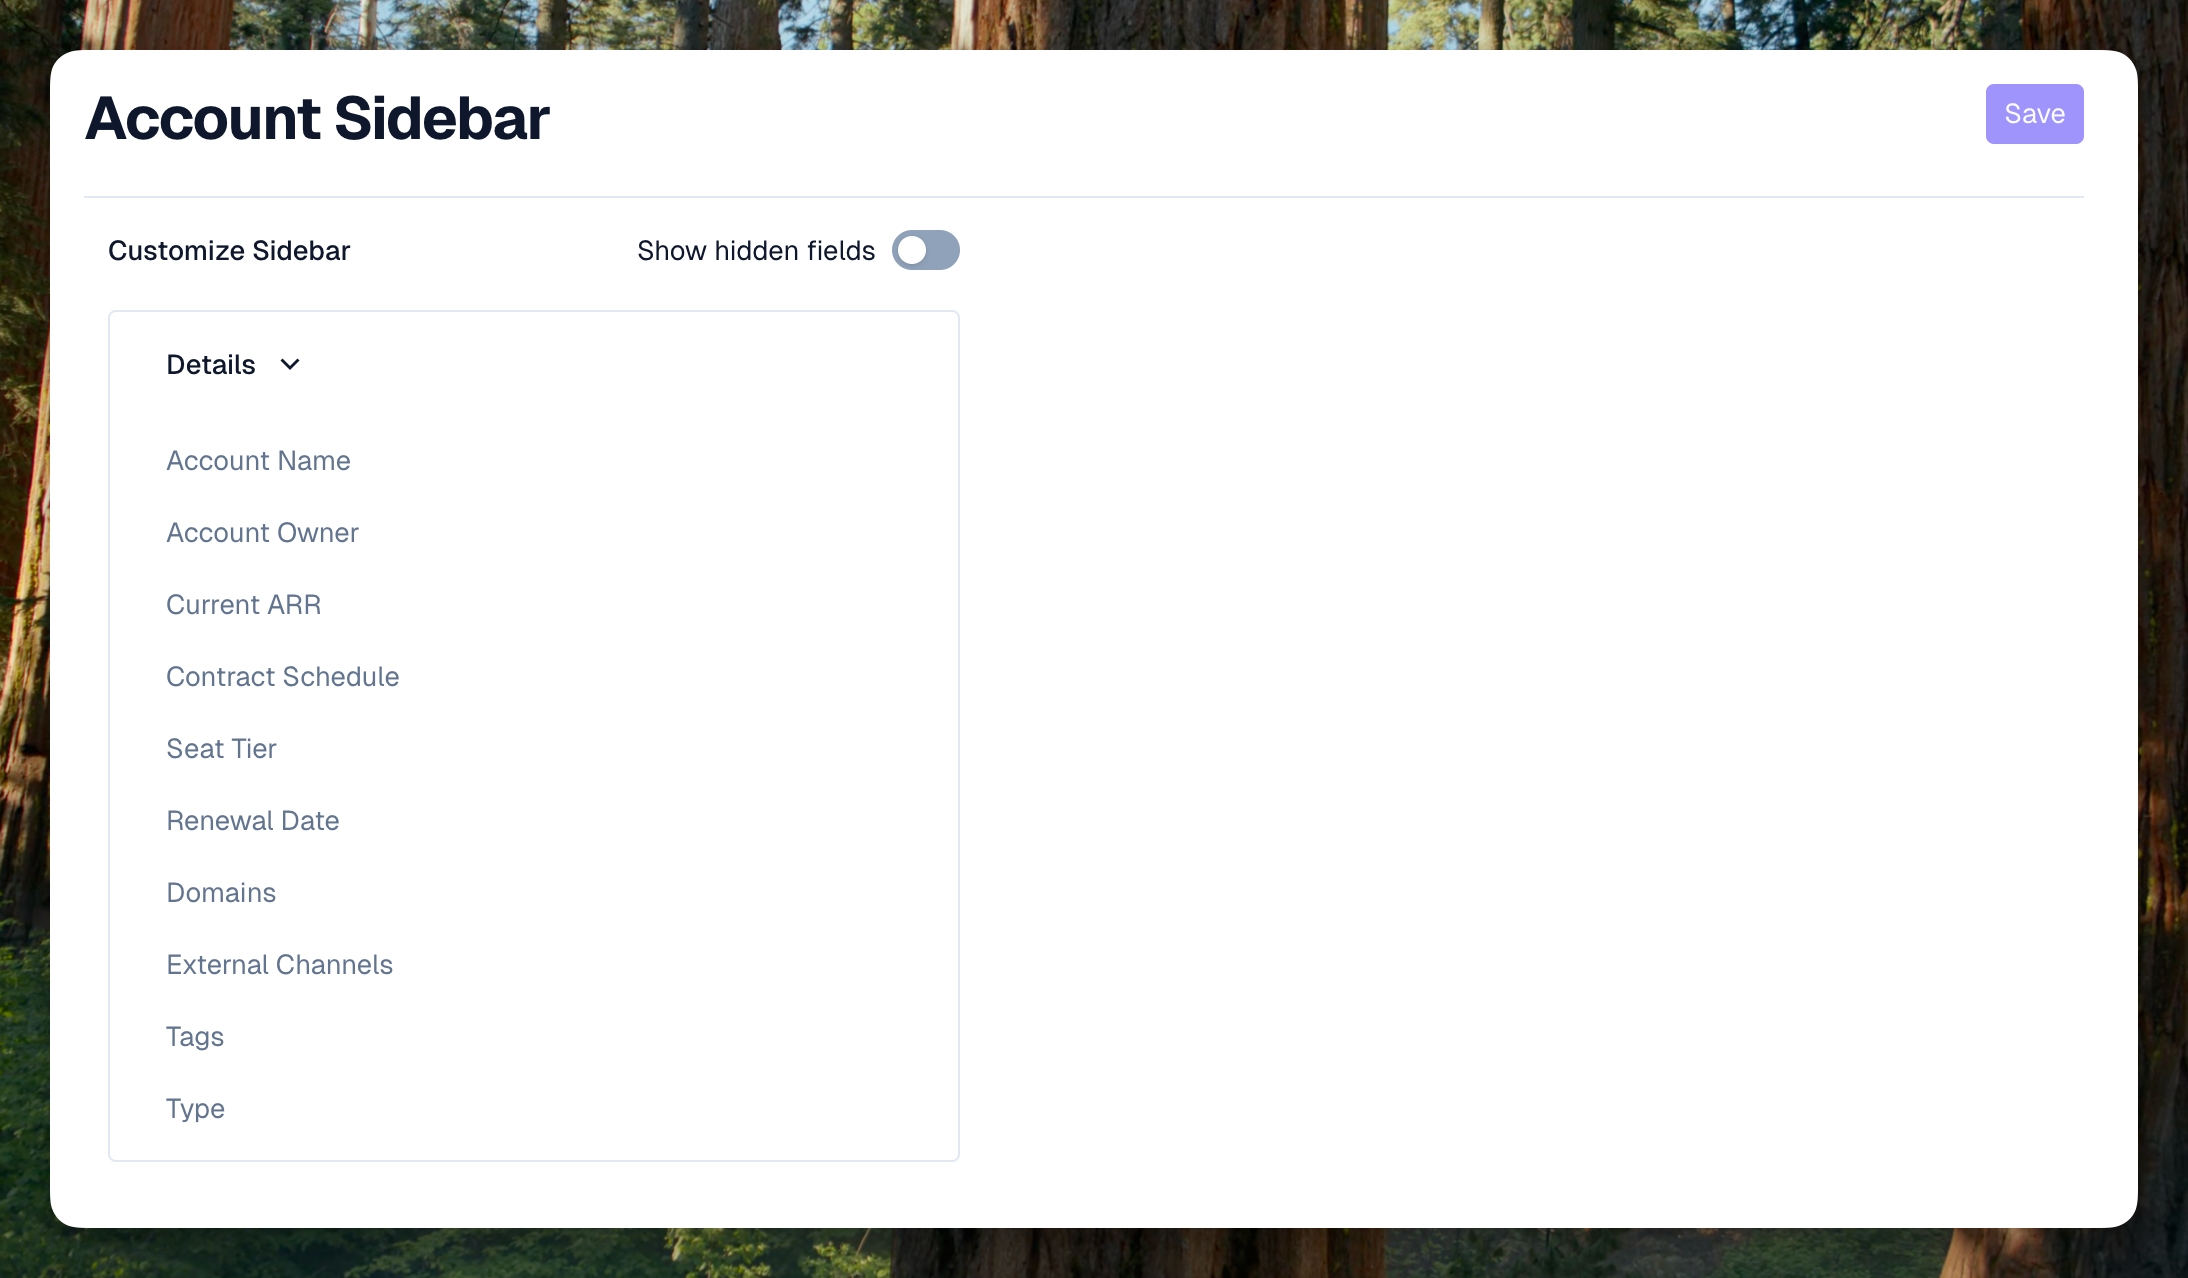 Account Sidebar
Save
Customize Sidebar
Show hidden fields
Details
Account Name
Account Owner
Current ARR
Contract Schedule
Seat Tier
Renewal Date
Domains
External Channels
Tags
Type